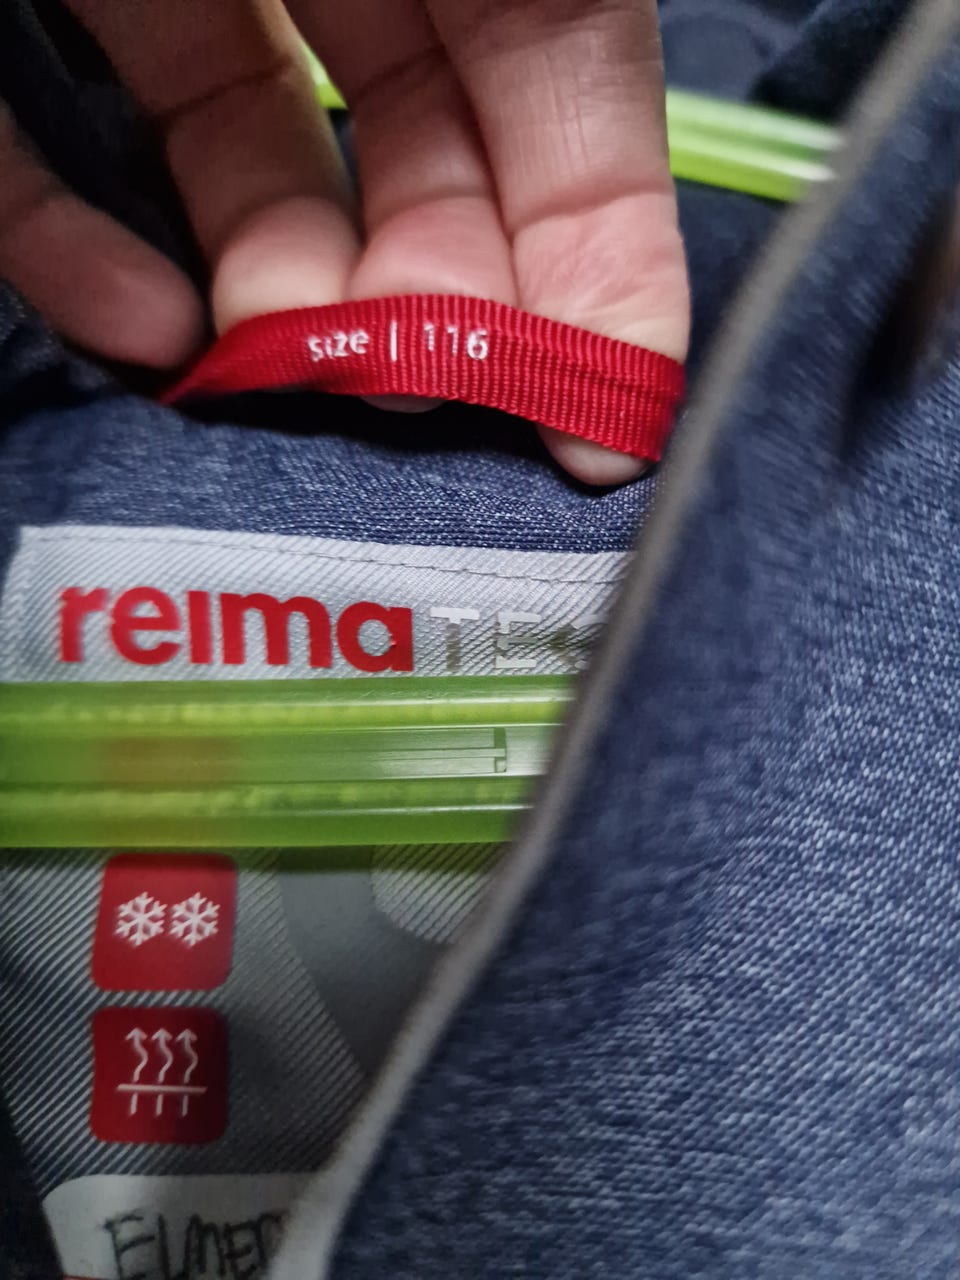 size | 116
reima